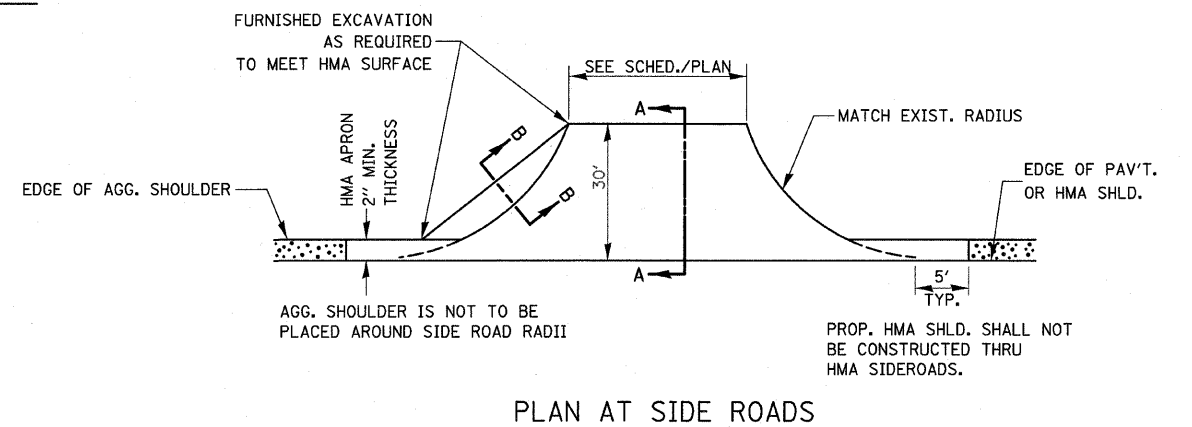 FURNISHED EXCAVATION
AS REQUIRED
TO MEET HMA SURFACE
SEE SCHED./PLAN
A
MATCH EXIST. RADIUS
B
B
HMA APRON
2" MIN.
THICKNESS
30'
EDGE OF AGG. SHOULDER
EDGE OF PAV'T.
OR HMA SHLD.
A
5'
TYP.
AGG. SHOULDER IS NOT TO BE
PLACED AROUND SIDE ROAD RADII
PROP. HMA SHLD. SHALL NOT
BE CONSTRUCTED THRU
HMA SIDEROADS.
PLAN AT SIDE ROADS